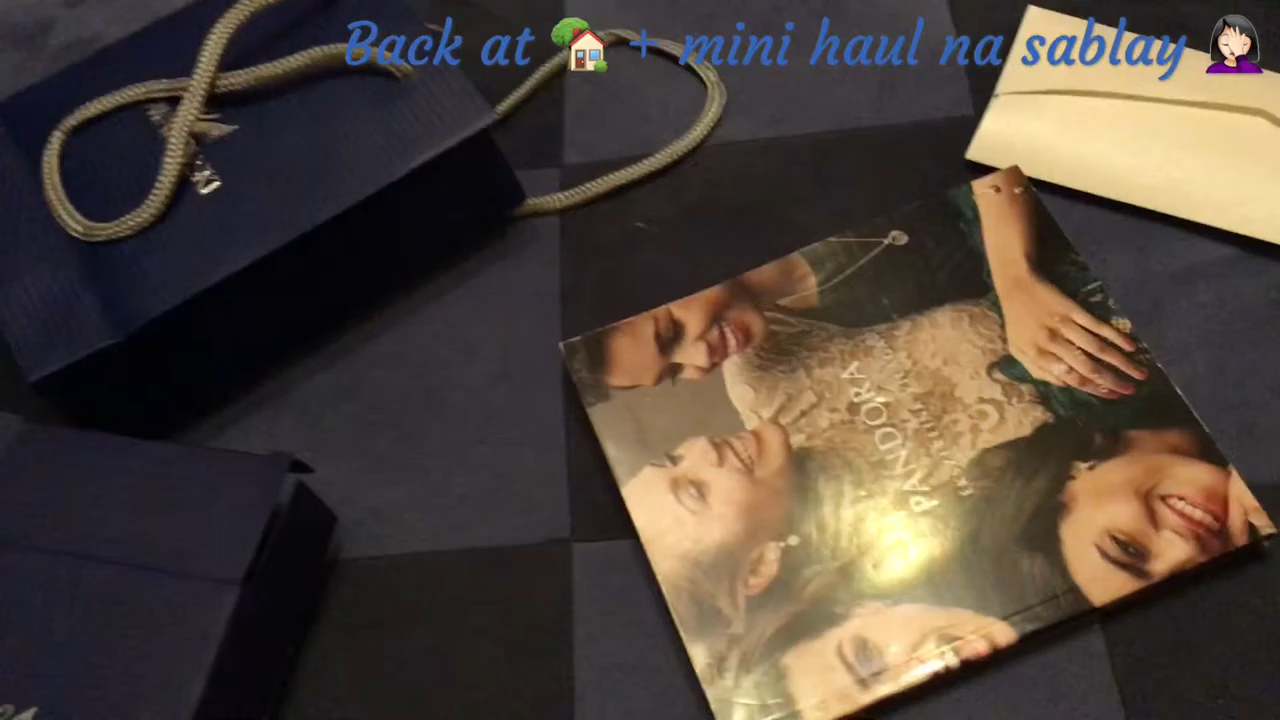 Back at 🏡 + mini haul na sablay 🤦🏻‍♀️
PANDORA